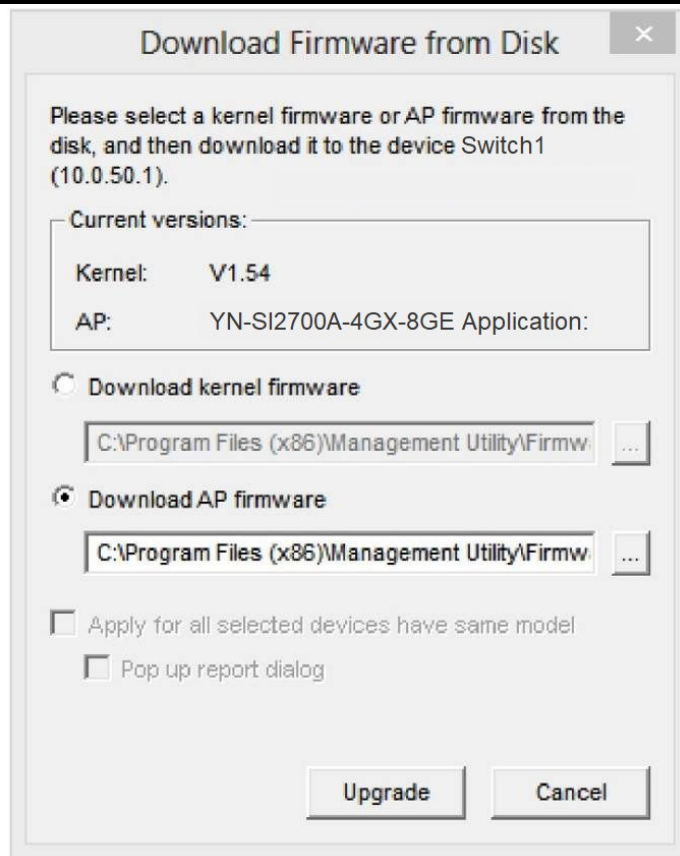 Download Firmware from Disk
Please select a kernel firmware or AP firmware from the
disk, and then download it to the device Switch1
(10.0.50.1).
Current versions:
Kernel: V1.54
AP: YN-SI2700A-4GX-8GE Application:
Download kernel firmware
C:\Program Files (x86)\Management Utility\Firmw ...
Download AP firmware
C:\Program Files (x86)\Management Utility\Firmw ...
Apply for all selected devices have same model
Pop up report dialog
Upgrade Cancel